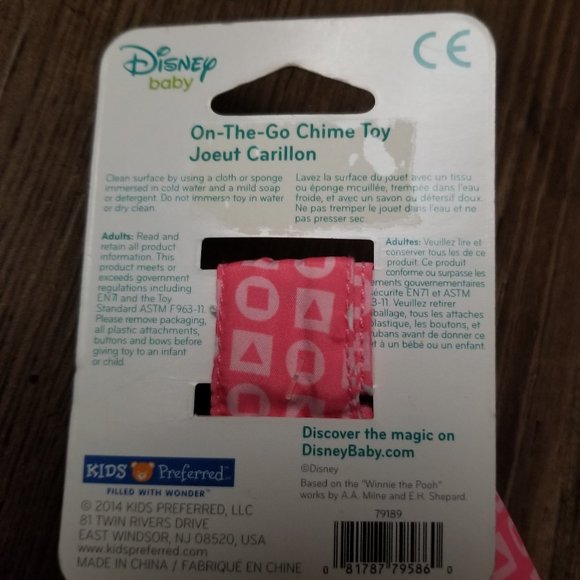 Disney
baby
CE
On-The-Go Chime Toy
Joeut Carillon
Clean surface by using a cloth or sponge
immersed in cold water and a mild soap
or detergent. Do not immerse toy in water
or dry clean.
Lavez la surface du jouet avec un tissu
ou éponge mcuillée, trempée dans l'eau
froide, et avec un savon ou détersif doux.
Ne pas tremper le jouet dans l'eau et ne
pas presser sec.
Adults: Read and
retain all product
information. This
product meets or
exceeds government
regulations including
EN71 and the Toy
Standard ASTM F963-11.
Please remove packaging,
all plastic attachments,
buttons and bows before
giving toy to an infant
or child.
Adultes: Veuillez lire et
conserver tous les de ce
produit. Ce produit
conforme ou surpasse les
ements gouvernementaires
écurite EN71 et ASTM
3-11. Veuillez retirer
ballage, tous les attaches
plastique, les boutons, et
rubans avant de donner ce
t à un bébé ou un enfant.
Discover the magic on
DisneyBaby.com
©Disney
Based on the "Winnie the Pooh"
works by A.A. Milne and E.H. Shepard.
KIDS Preferred
FILLED WITH WONDER
© 2014 KIDS PREFERRED, LLC
81 TWIN RIVERS DRIVE
EAST WINDSOR, NJ 08520, USA
www.kidspreferred.com
MADE IN CHINA / FABRIQUÉ EN CHINE
79189
0 81787 79586 0